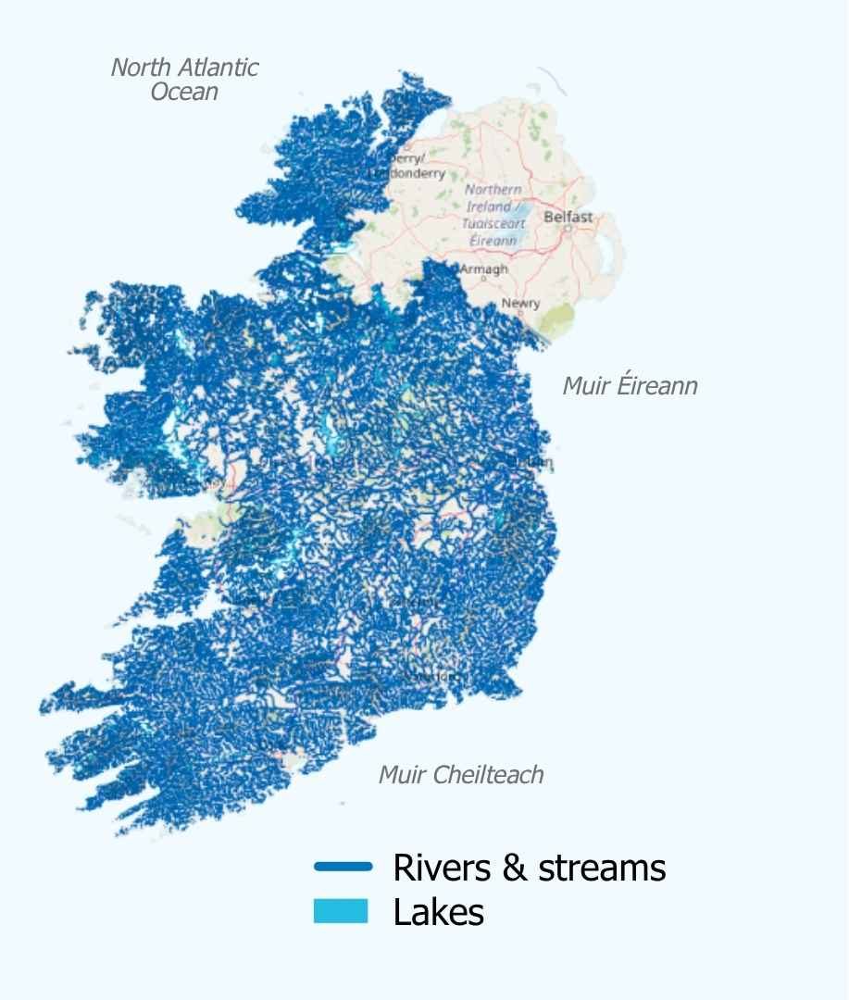 North Atlantic
Ocean
Derry/
Londonderry
Northern
Ireland /
Tuaisceart
Éireann
Belfast
Armagh
Newry
Muir Éireann
Muir Cheilteach
Rivers & streams
Lakes